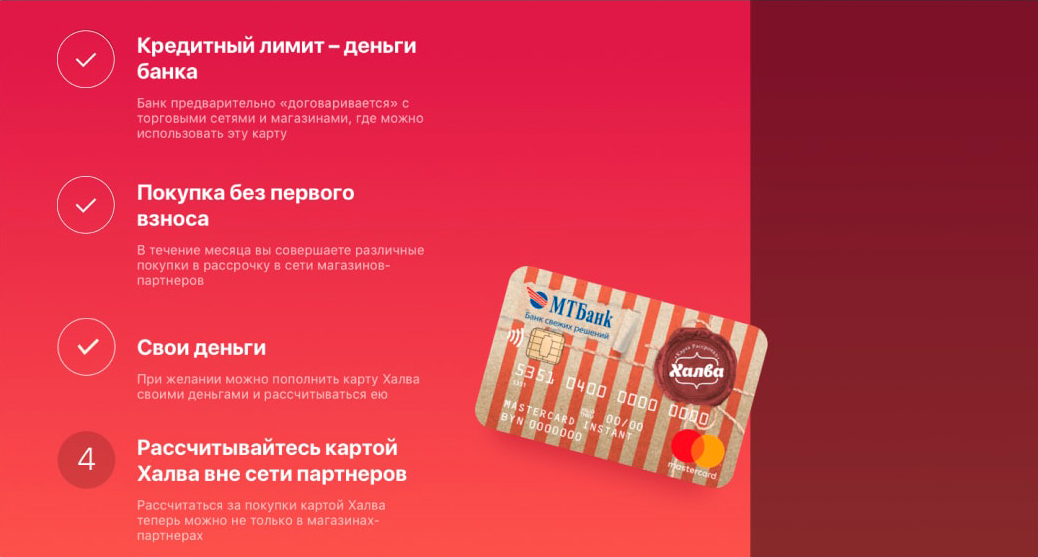 Кредитный лимит – деньги
банка
Банк предварительно «договаривается» с
торговыми сетями и магазинами, где можно
использовать эту карту
Покупка без первого
взноса
В течение месяца вы совершаете различные
покупки в рассрочку в сети магазинов-
партнеров
Свои деньги
При желании можно пополнить карту Халва
своими деньгами и рассчитываться ею
4
Рассчитывайтесь картой
Халва вне сети партнеров
Рассчитаться за покупки картой Халва
теперь можно не только в магазинах-
партнерах
МТБанк
Банк свежих решений
Карта Рассрочки
Халва
5351 0400 0000 0000
5351
00/00
MASTERCARD INSTANT
BYN 0000000
mastercard